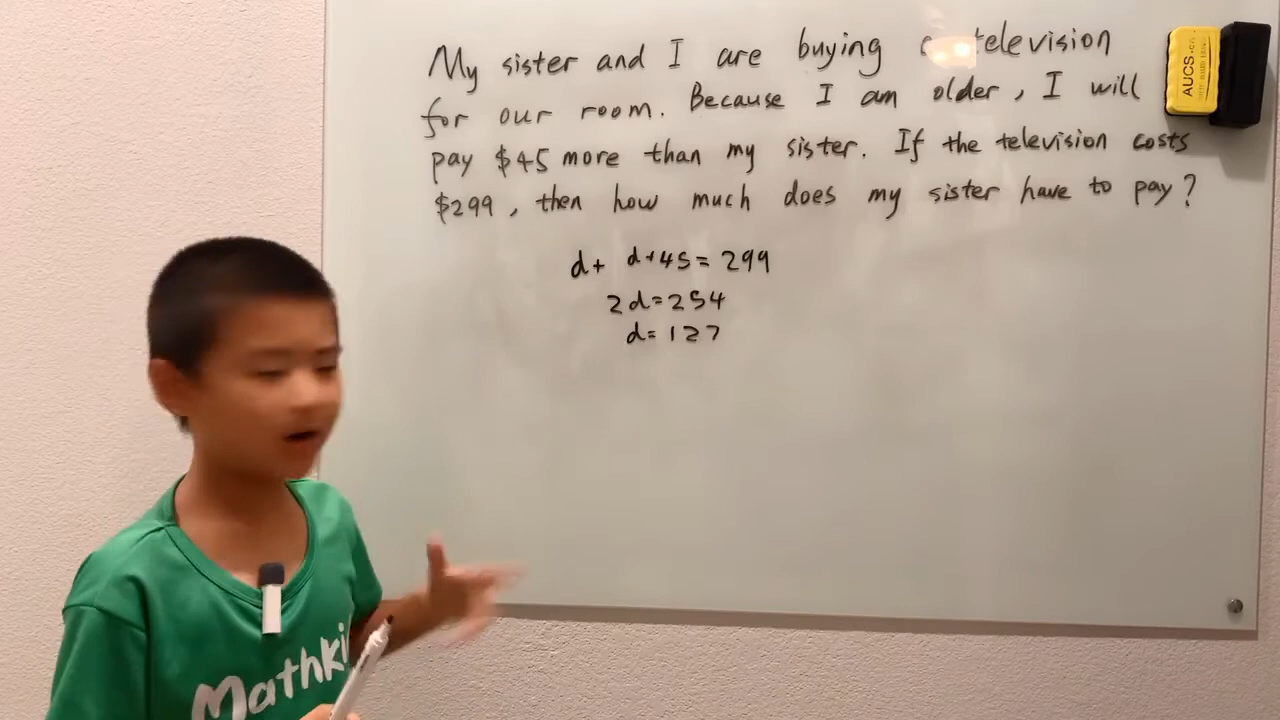 My sister and I are buying television
for our room. Because I am older, I will
pay $45 more than my sister. If the television costs
$299, then how much does my sister have to pay?
d+ d+45= 299
2d=254
d=127
AUCS
Mathki